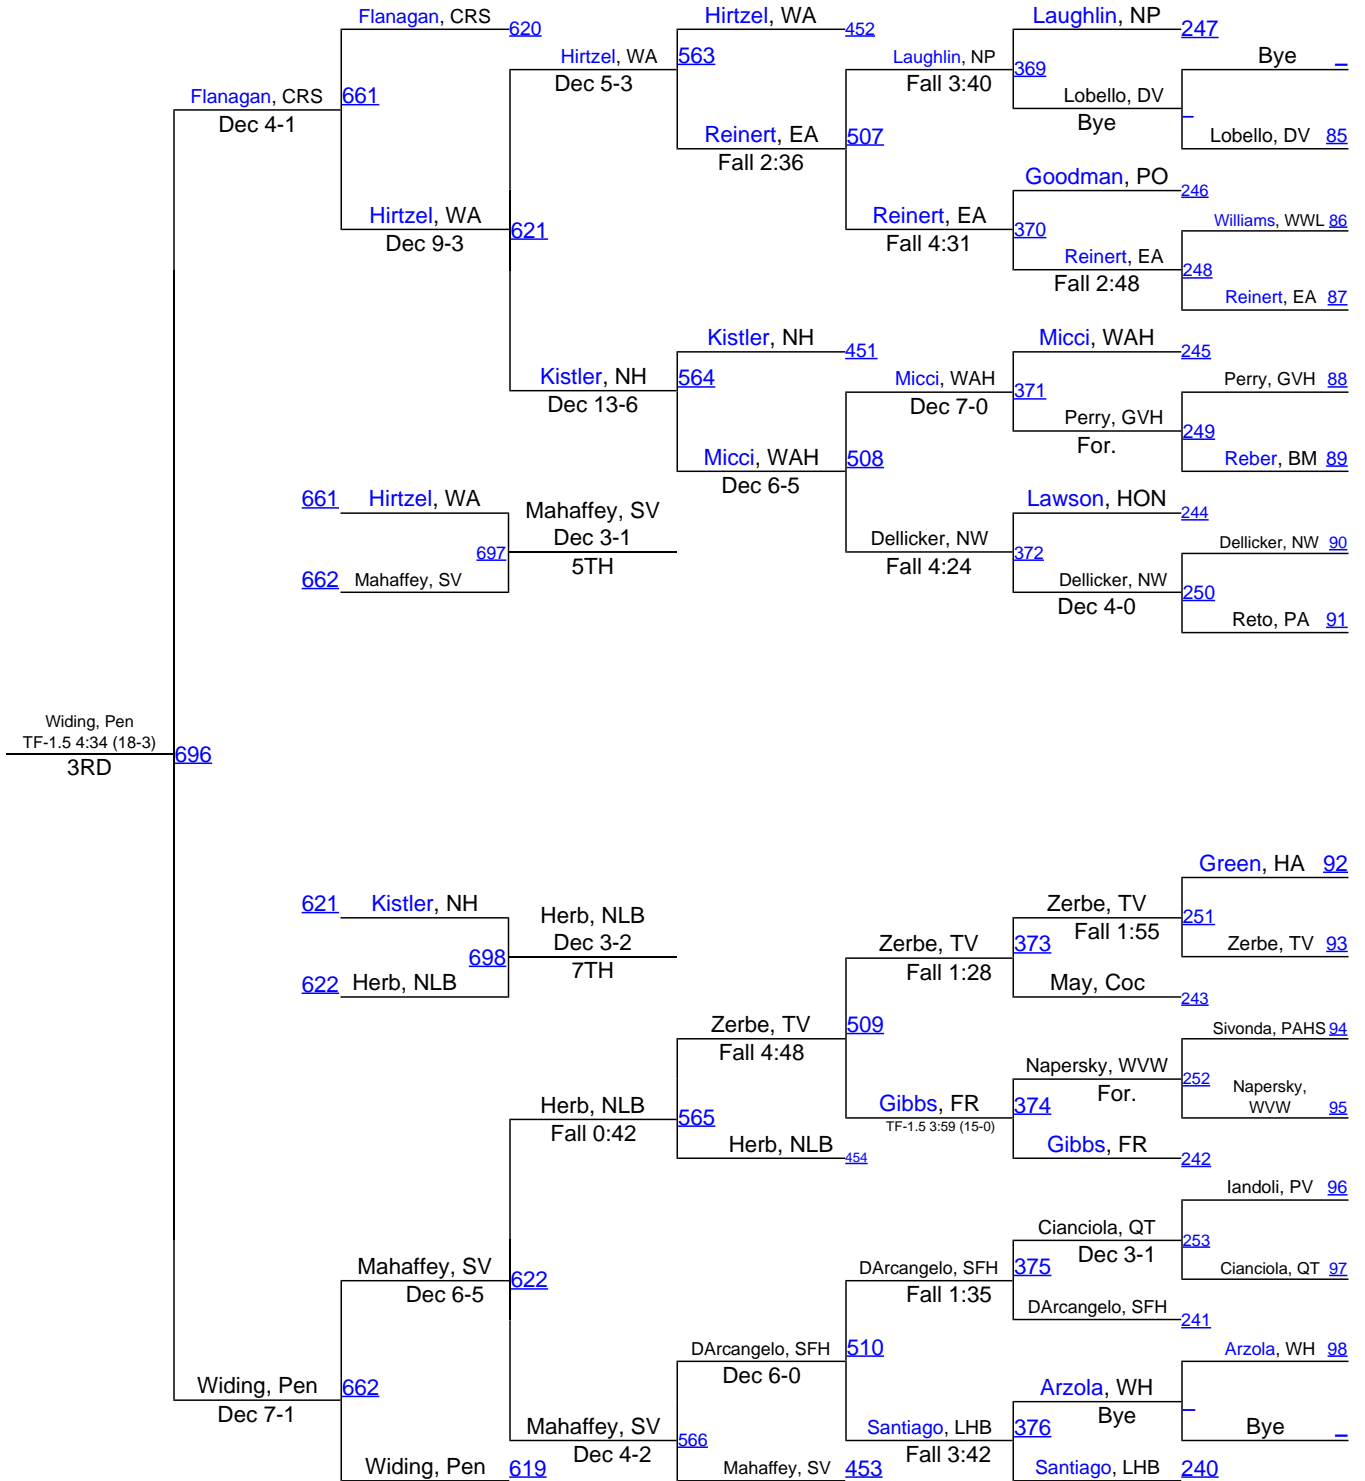 Flanagan, CRS
620
Hirtzel, WA
452
Laughlin, NP
247
Hirtzel, WA
563
Dec 5-3
Laughlin, NP
Fall 3:40
369
Bye
_
Flanagan, CRS
661
Dec 4-1
Lobello, DV
Bye
_
Lobello, DV 85
Reinert, EA
507
Fall 2:36
Goodman, PO
246
Hirtzel, WA
621
Dec 9-3
Reinert, EA
370
Fall 4:31
Williams, WWL 86
Reinert, EA
248
Fall 2:48
Reinert, EA 87
Kistler, NH
451
Micci, WAH
245
Kistler, NH
564
Dec 13-6
Micci, WAH
371
Dec 7-0
Perry, GVH 88
Perry, GVH
249
For.
Reber, BM 89
Micci, WAH
508
Dec 6-5
661 Hirtzel, WA
Mahaffey, SV
Dec 3-1
697
5TH
662 Mahaffey, SV
Lawson, HON
244
Dellicker, NW
372
Fall 4:24
Dellicker, NW 90
Dellicker, NW
250
Dec 4-0
Reto, PA 91
Widing, Pen
TF-1.5 4:34 (18-3)
696
3RD
Green, HA 92
621 Kistler, NH
Herb, NLB
Dec 3-2
698
7TH
622 Herb, NLB
Zerbe, TV
251
Fall 1:55
Zerbe, TV
373
Fall 1:28
Zerbe, TV 93
May, Coc
243
Zerbe, TV
509
Fall 4:48
Sivonda, PAHS 94
Napersky, WVW
252
For.
Napersky,
WVW 95
Herb, NLB
565
Fall 0:42
Gibbs, FR
374
TF-1.5 3:59 (15-0)
Herb, NLB
454
Gibbs, FR
242
Iandoli, PV 96
Cianciola, QT
253
Dec 3-1
Mahaffey, SV
622
Dec 6-5
DArcangelo, SFH
375
Fall 1:35
Cianciola, QT 97
DArcangelo, SFH
241
DArcangelo, SFH
510
Dec 6-0
Arzola, WH 98
Widing, Pen
662
Dec 7-1
Arzola, WH
_
Bye
Mahaffey, SV
566
Dec 4-2
Santiago, LHB
376
Fall 3:42
Bye
_
Widing, Pen
619
Mahaffey, SV
453
Santiago, LHB
240